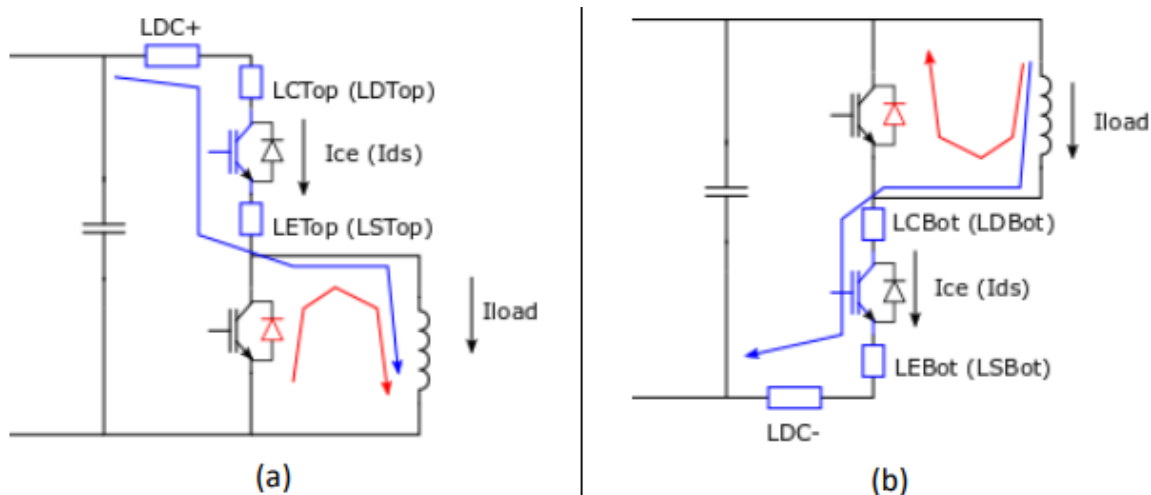 LDC+
LCTop (LDTop)
Ice (Ids)
LETop (LSTop)
Iload
(a)
Iload
LCBot (LDBot)
Ice (Ids)
LEBot (LSBot)
LDC-
(b)